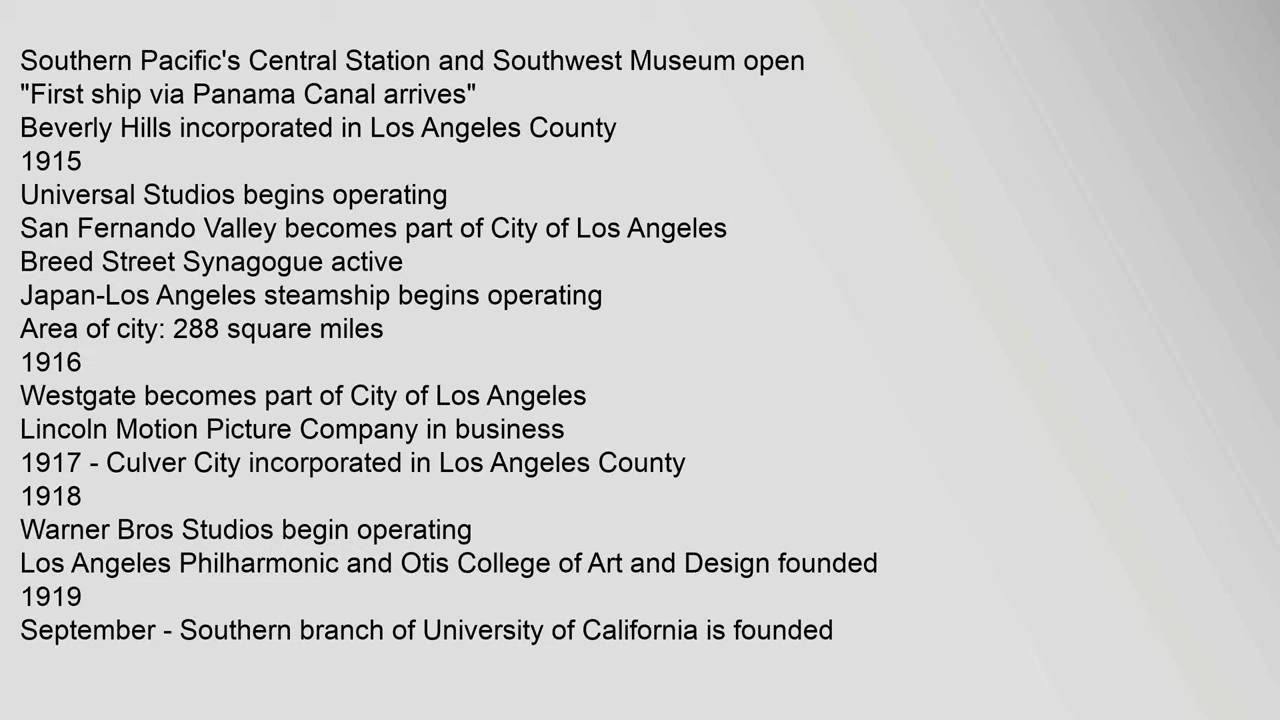 Southern Pacific's Central Station and Southwest Museum open
"First ship via Panama Canal arrives"
Beverly Hills incorporated in Los Angeles County
1915
Universal Studios begins operating
San Fernando Valley becomes part of City of Los Angeles
Breed Street Synagogue active
Japan-Los Angeles steamship begins operating
Area of city: 288 square miles
1916
Westgate becomes part of City of Los Angeles
Lincoln Motion Picture Company in business
1917 - Culver City incorporated in Los Angeles County
1918
Warner Bros Studios begin operating
Los Angeles Philharmonic and Otis College of Art and Design founded
1919
September - Southern branch of University of California is founded